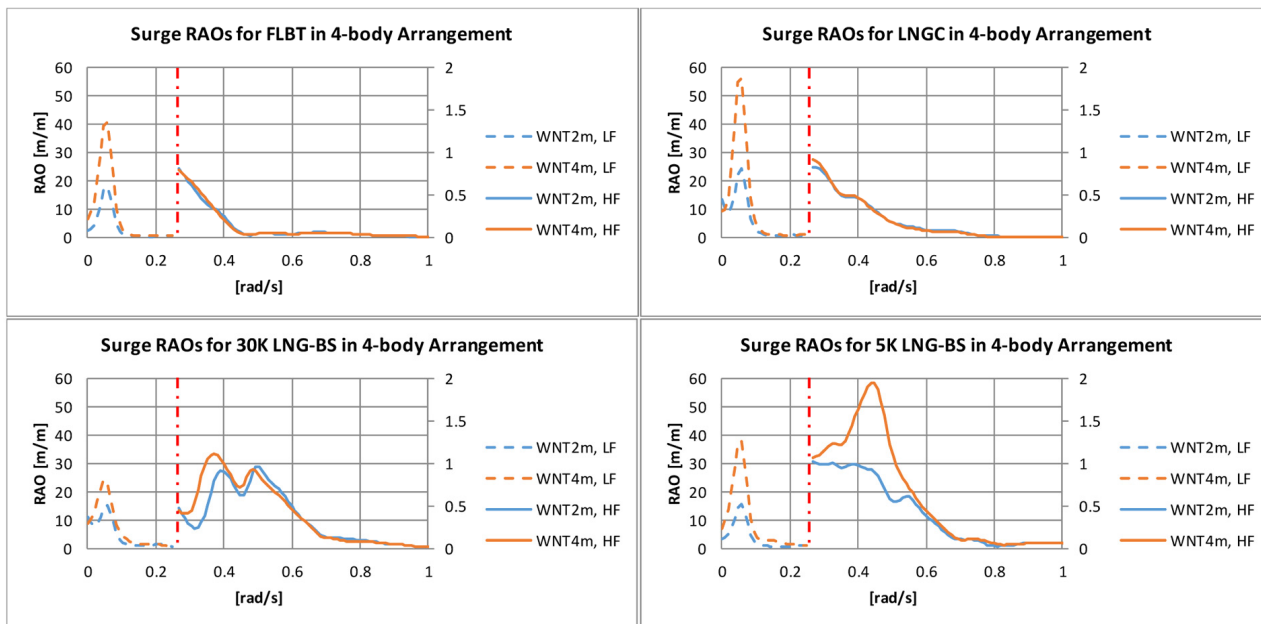 Surge RAOs for FLBT in 4-body Arrangement
60
50
40
30
20
10
0
RAO [m/m]
2
1.5
1
0.5
0
0 0.2 0.4 0.6 0.8 1
[rad/s]
WNT2m, LF
WNT4m, LF
WNT2m, HF
WNT4m, HF
Surge RAOs for LNGC in 4-body Arrangement
60
50
40
30
20
10
0
RAO [m/m]
2
1.5
1
0.5
0
0 0.2 0.4 0.6 0.8 1
[rad/s]
WNT2m, LF
WNT4m, LF
WNT2m, HF
WNT4m, HF
Surge RAOs for 30K LNG-BS in 4-body Arrangement
60
50
40
30
20
10
0
RAO [m/m]
2
1.5
1
0.5
0
0 0.2 0.4 0.6 0.8 1
[rad/s]
WNT2m, LF
WNT4m, LF
WNT2m, HF
WNT4m, HF
Surge RAOs for 5K LNG-BS in 4-body Arrangement
60
50
40
30
20
10
0
RAO [m/m]
2
1.5
1
0.5
0
0 0.2 0.4 0.6 0.8 1
[rad/s]
WNT2m, LF
WNT4m, LF
WNT2m, HF
WNT4m, HF